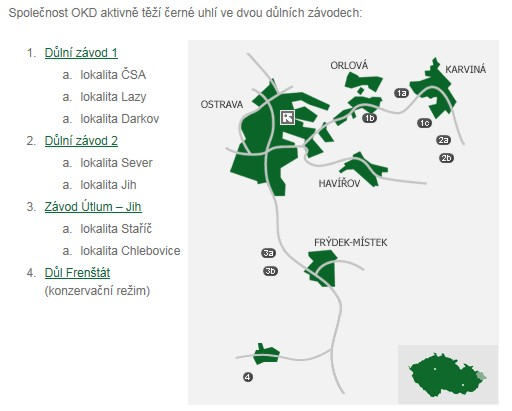 Společnost OKD aktivně těží černé uhlí ve dvou důlních závodech:
1. Důlní závod 1
a. lokalita ČSA
a. lokalita Lazy
a. lokalita Darkov
2. Důlní závod 2
a. lokalita Sever
a. lokalita Jih
3. Závod Útlum – Jih
a. lokalita Staříč
a. lokalita Chlebovice
4. Důl Frenštát
(konzervační režim)
ORLOVÁ
KARVINÁ
OSTRAVA
1a
1b
1c
2a
2b
HAVÍŘOV
FRÝDEK-MÍSTEK
3a
3b
4